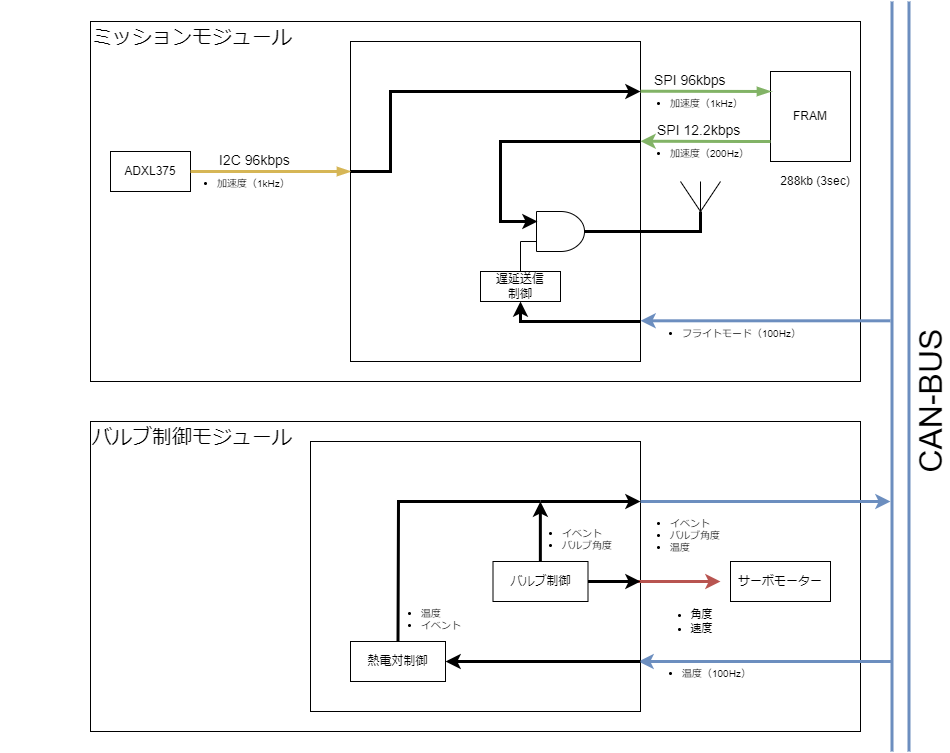 ミッションモジュール
SPI 96kbps
加速度（1kHz）
FRAM
SPI 12.2kbps
加速度（200Hz）
288kb (3sec)
ADXL375
I2C 96kbps
加速度（1kHz）
遅延送信
制御
フライトモード（100Hz）
CAN-BUS
バルブ制御モジュール
イベント
バルブ角度
イベント
バルブ角度
温度
バルブ制御
サーボモーター
角度
速度
温度
イベント
熱電対制御
温度（100Hz）